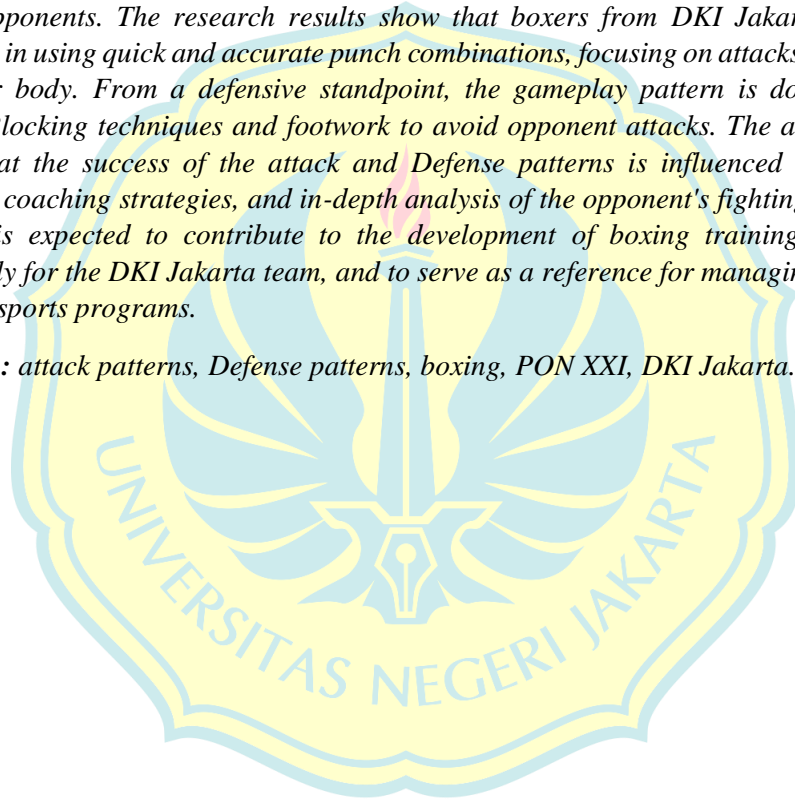 pponents. The research results show that boxers from DKI Jakar
in using quick and accurate punch combinations, focusing on attacks
body. From a defensive standpoint, the gameplay pattern is do
locking techniques and footwork to avoid opponent attacks. The a
at the success of the attack and Defense patterns is influenced
coaching strategies, and in-depth analysis of the opponent's fighting
is expected to contribute to the development of boxing training
ly for the DKI Jakarta team, and to serve as a reference for managin
sports programs.
: attack patterns, Defense patterns, boxing, PON XXI, DKI Jakarta.
UNIVERSITAS NEGERI JAKARTA